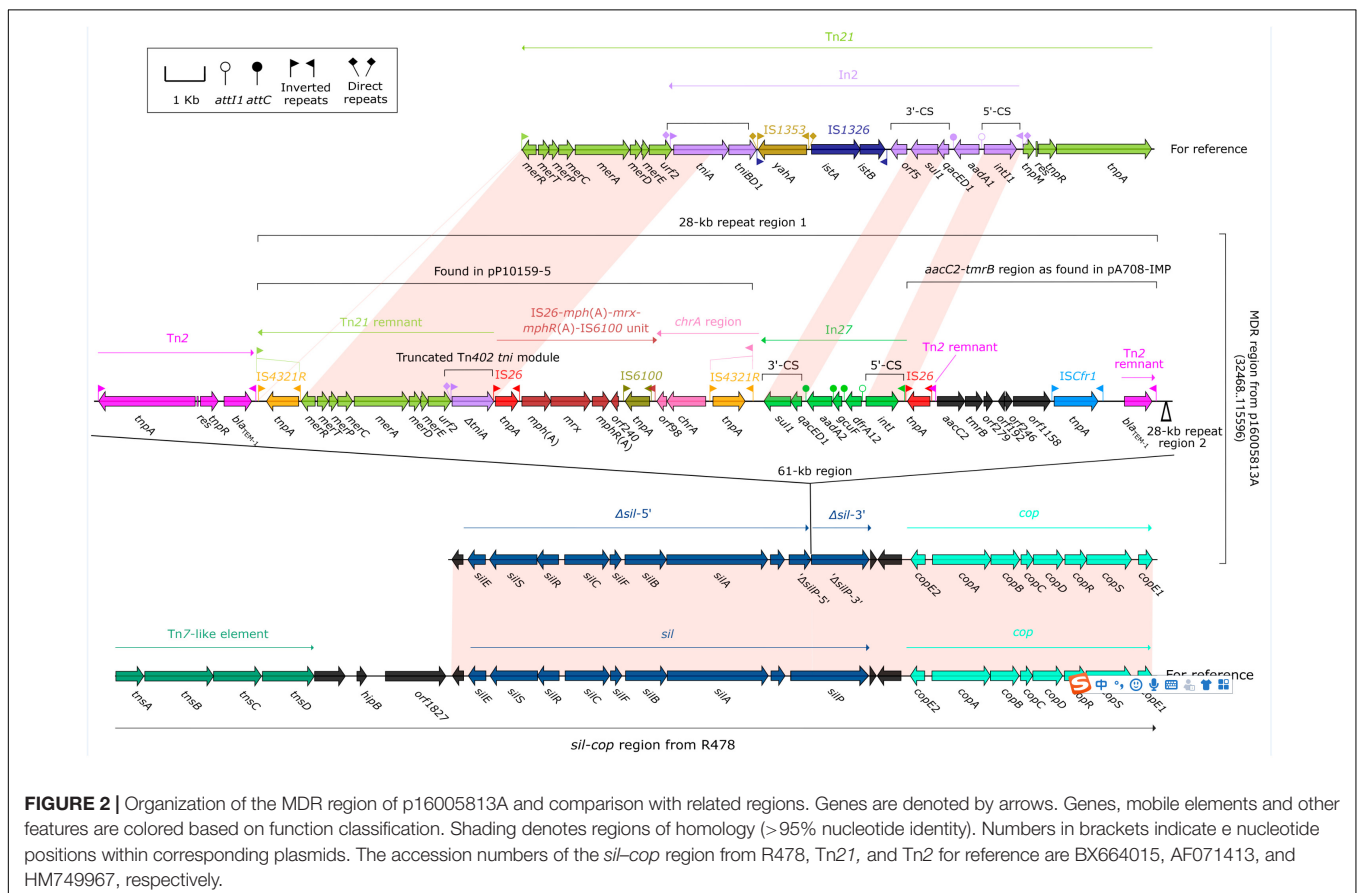 Tn21
In2
1 Kb
attI1
attC
Inverted repeats
Direct repeats
3'-CS
5'-CS
IS1353
IS1326
For reference
merR
merT
merP
merC
merA
merD
merE
urf2
tniA
tniBD1
yahA
istA
istB
orf5
sul1
qacED1
aadA1
intI1
tnpM
res
tnpR
tnpA
28-kb repeat region 1
Found in pP10159-5
aacC2-tmrB region as found in pA708-IMP
Tn2
Tn21 remnant
IS26-mph(A)-mrx-
mphR(A)-IS6100 unit
chrA region
In27
Tn2 remnant
Tn2
remnant
Truncated Tn402 tni module
3'-CS
5'-CS
IS4321R
IS26
IS6100
IS4321R
IS26
ISCfr1
tnpA
res
tnpR
blaTEM-1
tnpA
merR
merT
merP
merC
merA
merD
merE
urf2
ΔtniA
tnpA
mph(A)
mrx
mphR(A)
orf240
tnpA
orf98
chrA
tnpA
sul1
qacED1
aadA2
gcuF
dfrA12
intI
tnpA
aacC2
tmrB
orf279
orf192
orf246
orf1158
tnpA
blaTEM-1
28-kb repeat
region 2
MDR region from p16005813A
(32468.115596)
61-kb region
Δsil-5'
Δsil-3'
cop
silE
silS
silR
silC
silF
silB
silA
'ΔsilP-5'
'ΔsilP-3'
copE2
copA
copB
copC
copD
copR
copS
copE1
Tn7-like element
sil
cop
For reference
tnsA
tnsB
tnsC
tnsD
hipB
orf1827
silE
silS
silR
silC
silF
silB
silA
silP
copE2
copA
copB
copC
copD
copR
copS
copE1
中
sil-cop region from R478
FIGURE 2 | Organization of the MDR region of p16005813A and comparison with related regions. Genes are denoted by arrows. Genes, mobile elements and other
features are colored based on function classification. Shading denotes regions of homology (>95% nucleotide identity). Numbers in brackets indicate e nucleotide
positions within corresponding plasmids. The accession numbers of the sil–cop region from R478, Tn21, and Tn2 for reference are BX664015, AF071413, and
HM749967, respectively.